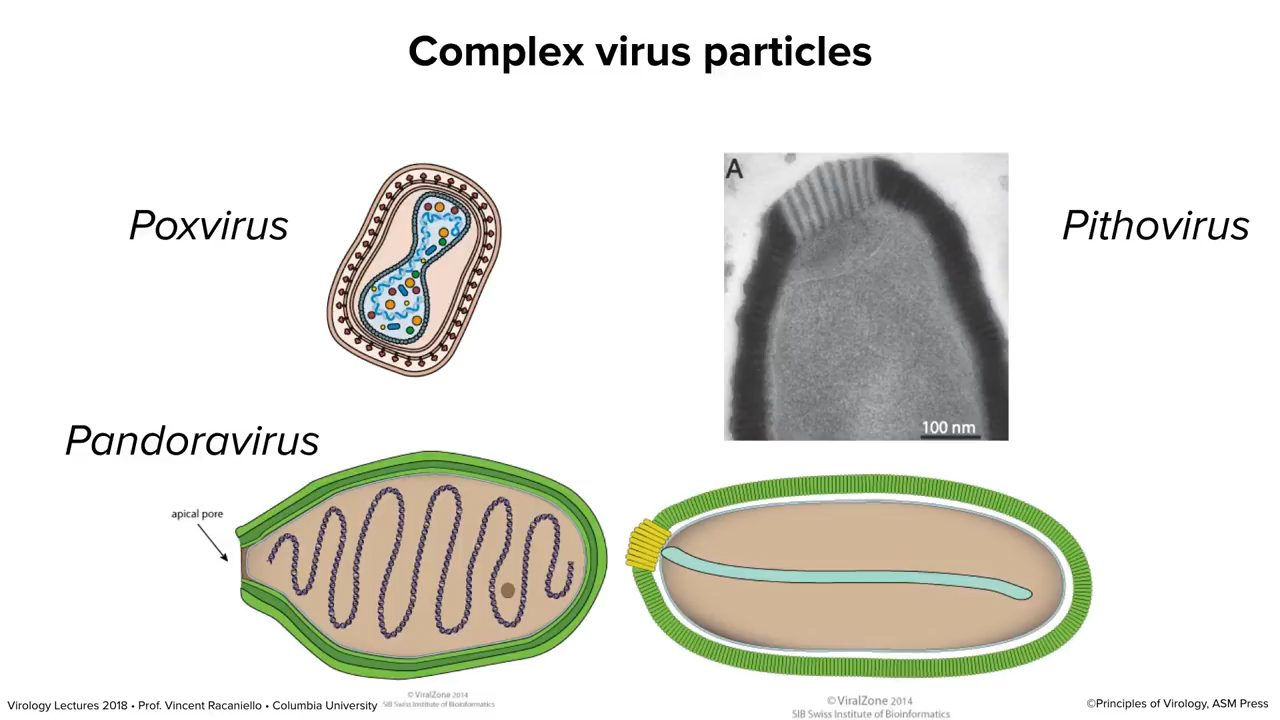 Complex virus particles
A
Poxvirus
Pithovirus
100 nm
Pandoravirus
apical pore
© ViralZone 2014
SIB Swiss Institute of Bioinformatics
© ViralZone 2014
SIB Swiss Institute of Bioinformatics
Virology Lectures 2018 • Prof. Vincent Racaniello • Columbia University
©Principles of Virology, ASM Press